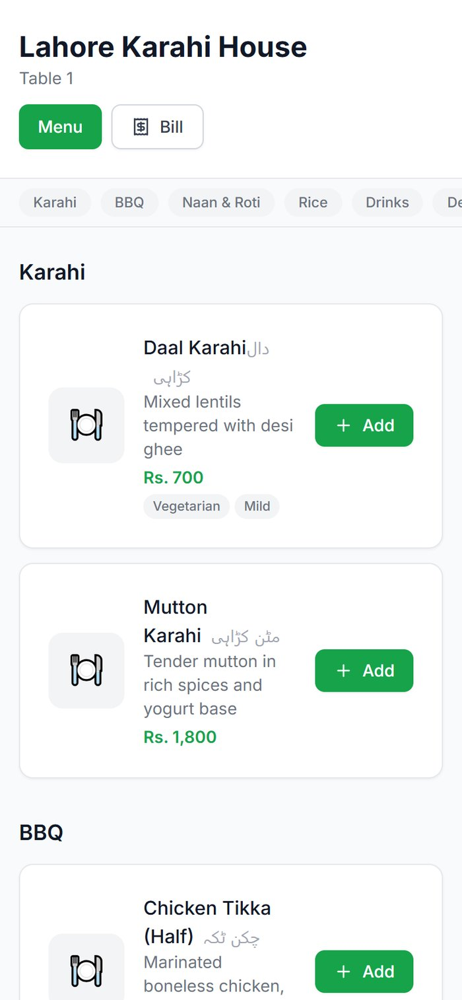 Lahore Karahi House
Table 1
Menu
Bill
Karahi
BBQ
Naan & Roti
Rice
Drinks
De
Karahi
Daal Karahi دال
کڑاہی
Mixed lentils
tempered with desi
ghee
Rs. 700
Vegetarian
Mild
+ Add
Mutton
Karahi مٹن کڑاہی
Tender mutton in
rich spices and
yogurt base
Rs. 1,800
+ Add
BBQ
Chicken Tikka
(Half) چکن ٹکہ
Marinated
boneless chicken,
+ Add